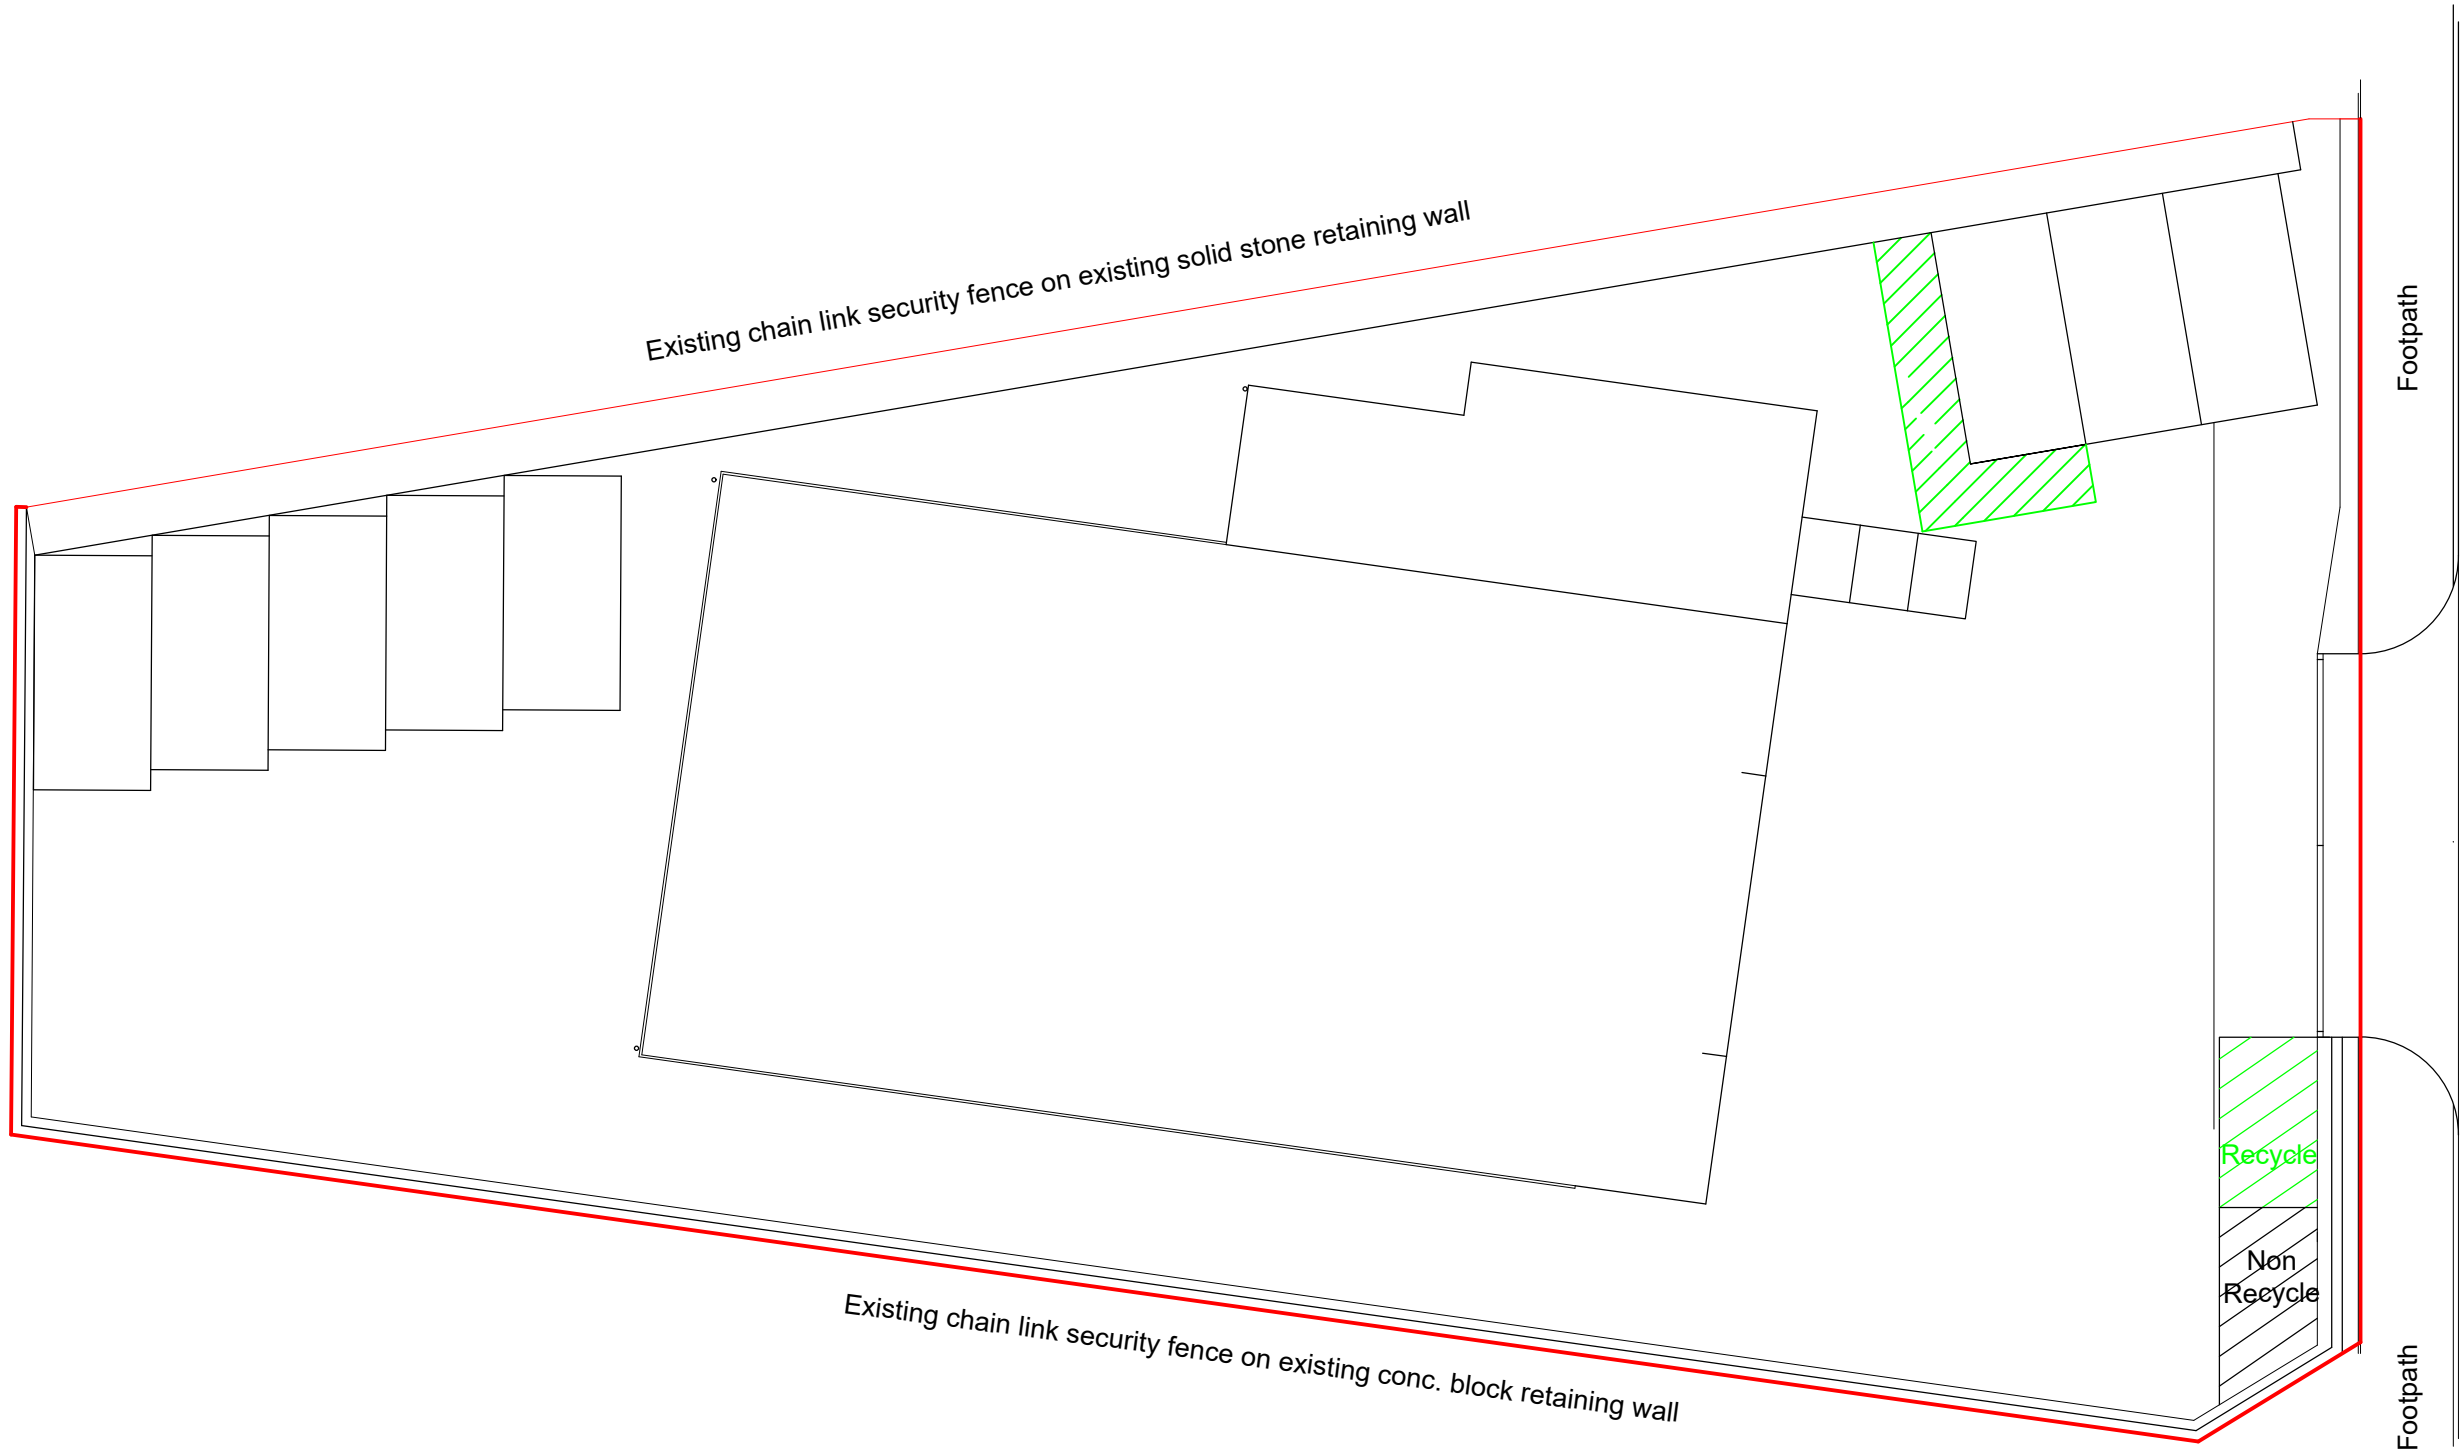 Existing chain link security fence on existing solid stone retaining wall
Footpath
Recycle
Non
Recycle
Existing chain link security fence on existing conc. block retaining wall
Footpath